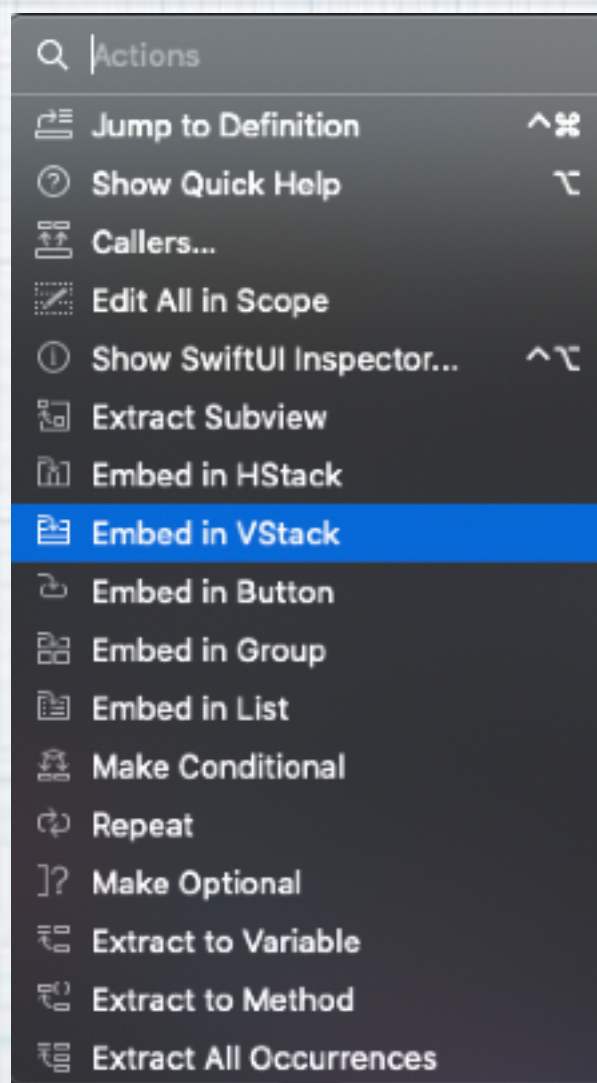 Actions
Jump to Definition ^⌘
Show Quick Help ⌥
Callers...
Edit All in Scope
Show SwiftUI Inspector... ^⌥
Extract Subview
Embed in HStack
Embed in VStack
Embed in Button
Embed in Group
Embed in List
Make Conditional
Repeat
Make Optional
Extract to Variable
Extract to Method
Extract All Occurrences